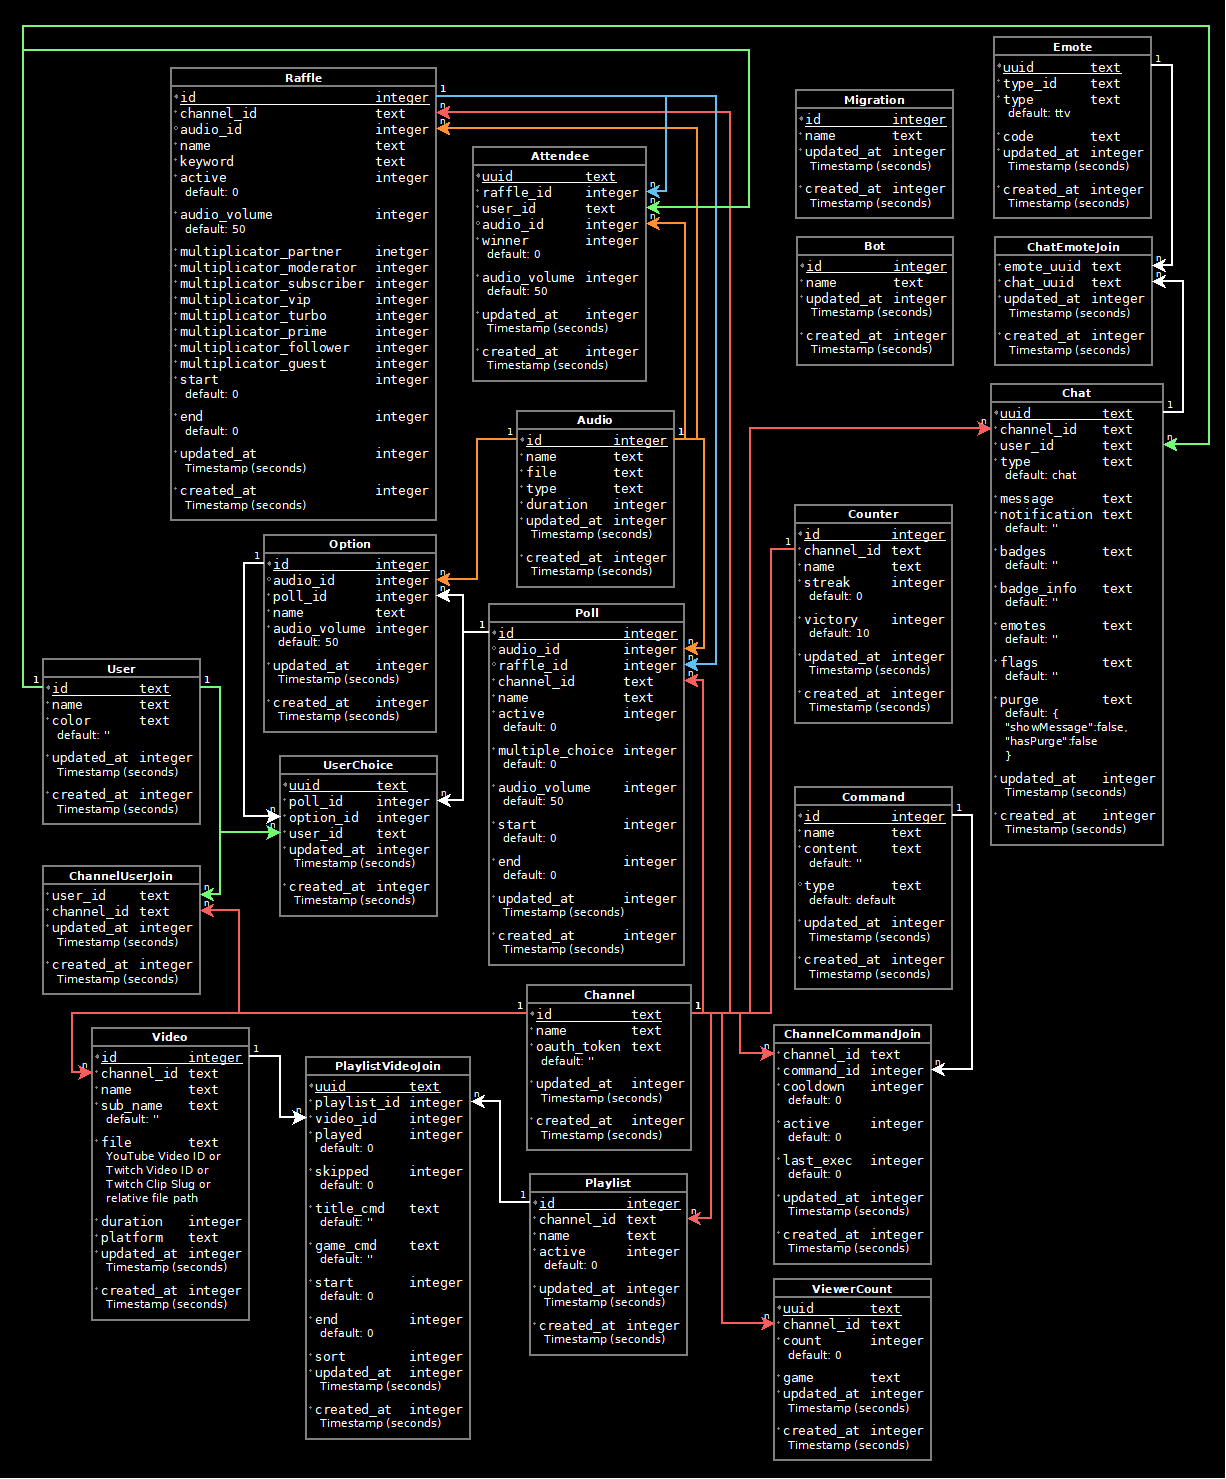 Raffle
id integer
channel_id text
audio_id integer
name text
keyword text
active integer
default: 0
audio_volume integer
default: 50
multiplicator_partner inetger
multiplicator_moderator integer
multiplicator_subscriber integer
multiplicator_vip integer
multiplicator_turbo integer
multiplicator_prime integer
multiplicator_follower integer
multiplicator_guest integer
start integer
default: 0
end integer
default: 0
updated_at integer
Timestamp (seconds)
created_at integer
Timestamp (seconds)
1
n
n
Attendee
uuid text
raffle_id integer
user_id text
audio_id integer
winner integer
default: 0
audio_volume integer
default: 50
updated_at integer
Timestamp (seconds)
created_at integer
Timestamp (seconds)
n
n
n
Migration
id integer
name text
updated_at integer
Timestamp (seconds)
created_at integer
Timestamp (seconds)
Emote
uuid text
type_id text
type text
default: ttv
code text
updated_at integer
Timestamp (seconds)
created_at integer
Timestamp (seconds)
1
Bot
id integer
name text
updated_at integer
Timestamp (seconds)
created_at integer
Timestamp (seconds)
ChatEmoteJoin
emote_uuid text
chat_uuid text
updated_at integer
Timestamp (seconds)
created_at integer
Timestamp (seconds)
n
n
Audio
id integer
name text
file text
type text
duration integer
updated_at integer
Timestamp (seconds)
created_at integer
Timestamp (seconds)
1
1
Chat
uuid text
channel_id text
user_id text
type text
default: chat
message text
notification text
default: ''
badges text
default: ''
badge_info text
default: ''
emotes text
default: ''
flags text
default: ''
purge text
default: {
"showMessage":false,
"hasPurge":false
}
updated_at integer
Timestamp (seconds)
created_at integer
Timestamp (seconds)
1
n
n
Option
id integer
audio_id integer
poll_id integer
name text
audio_volume integer
default: 50
updated_at integer
Timestamp (seconds)
created_at integer
Timestamp (seconds)
1
n
n
Counter
id integer
channel_id text
name text
streak integer
default: 0
victory integer
default: 10
updated_at integer
Timestamp (seconds)
created_at integer
Timestamp (seconds)
1
Poll
id integer
audio_id integer
raffle_id integer
channel_id text
name text
active integer
default: 0
multiple_choice integer
default: 0
audio_volume integer
default: 50
start integer
default: 0
end integer
default: 0
updated_at integer
Timestamp (seconds)
created_at integer
Timestamp (seconds)
1
n
n
n
User
id text
name text
color text
default: ''
updated_at integer
Timestamp (seconds)
created_at integer
Timestamp (seconds)
1
1
UserChoice
uuid text
poll_id integer
option_id integer
user_id text
updated_at integer
Timestamp (seconds)
created_at integer
Timestamp (seconds)
n
n
n
Command
id integer
name text
content text
default: ''
type text
default: default
updated_at integer
Timestamp (seconds)
created_at integer
Timestamp (seconds)
1
ChannelUserJoin
user_id text
channel_id text
updated_at integer
Timestamp (seconds)
created_at integer
Timestamp (seconds)
n
n
Channel
id text
name text
oauth_token text
default: ''
updated_at integer
Timestamp (seconds)
created_at integer
Timestamp (seconds)
1
1
Video
id integer
channel_id text
name text
sub_name text
default: ''
file text
YouTube Video ID or
Twitch Video ID or
Twitch Clip Slug or
relative file path
duration integer
platform text
updated_at integer
Timestamp (seconds)
created_at integer
Timestamp (seconds)
1
n
PlaylistVideoJoin
uuid text
playlist_id integer
video_id integer
played integer
default: 0
skipped integer
default: 0
title_cmd text
default: ''
game_cmd text
default: ''
start integer
default: 0
end integer
default: 0
sort integer
updated_at integer
Timestamp (seconds)
created_at integer
Timestamp (seconds)
n
n
ChannelCommandJoin
channel_id text
command_id integer
cooldown integer
default: 0
active integer
default: 0
last_exec integer
default: 0
updated_at integer
Timestamp (seconds)
created_at integer
Timestamp (seconds)
n
n
Playlist
id integer
channel_id text
name text
active integer
default: 0
updated_at integer
Timestamp (seconds)
created_at integer
Timestamp (seconds)
1
n
ViewerCount
uuid text
channel_id text
count integer
default: 0
game text
updated_at integer
Timestamp (seconds)
created_at integer
Timestamp (seconds)
n